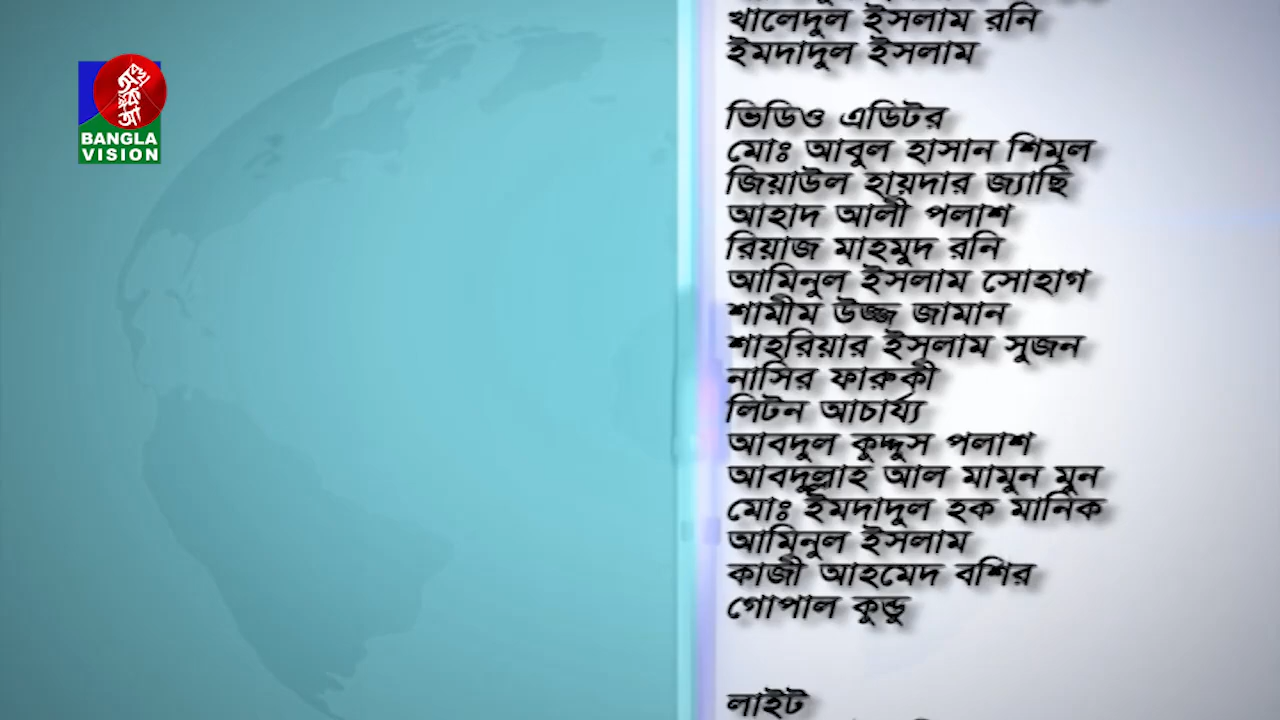 BANGLA
VISION
খালেদুল ইসলাম রনি
ইমদাদুল ইসলাম
ভিডিও এডিটর
মোঃ আবুল হাসান শিমূল
জিয়াউল হায়দার জ্যাছি
আহাদ আলী পলাশ
রিয়াজ মাহমুদ রনি
আমিনুল ইসলাম সোহাগ
শামীম উজ্জ জামান
শাহরিয়ার ইসলাম সুজন
নাসির ফারুকী
লিটন আচার্য্য
আবদুল কুদ্দুস পলাশ
আবদুল্লাহ আল মামুন মুন
মোঃ ইমদাদুল হক মানিক
আমিনুল ইসলাম
কাজী আহমেদ বশির
গোপাল কুন্ডু
লাইট